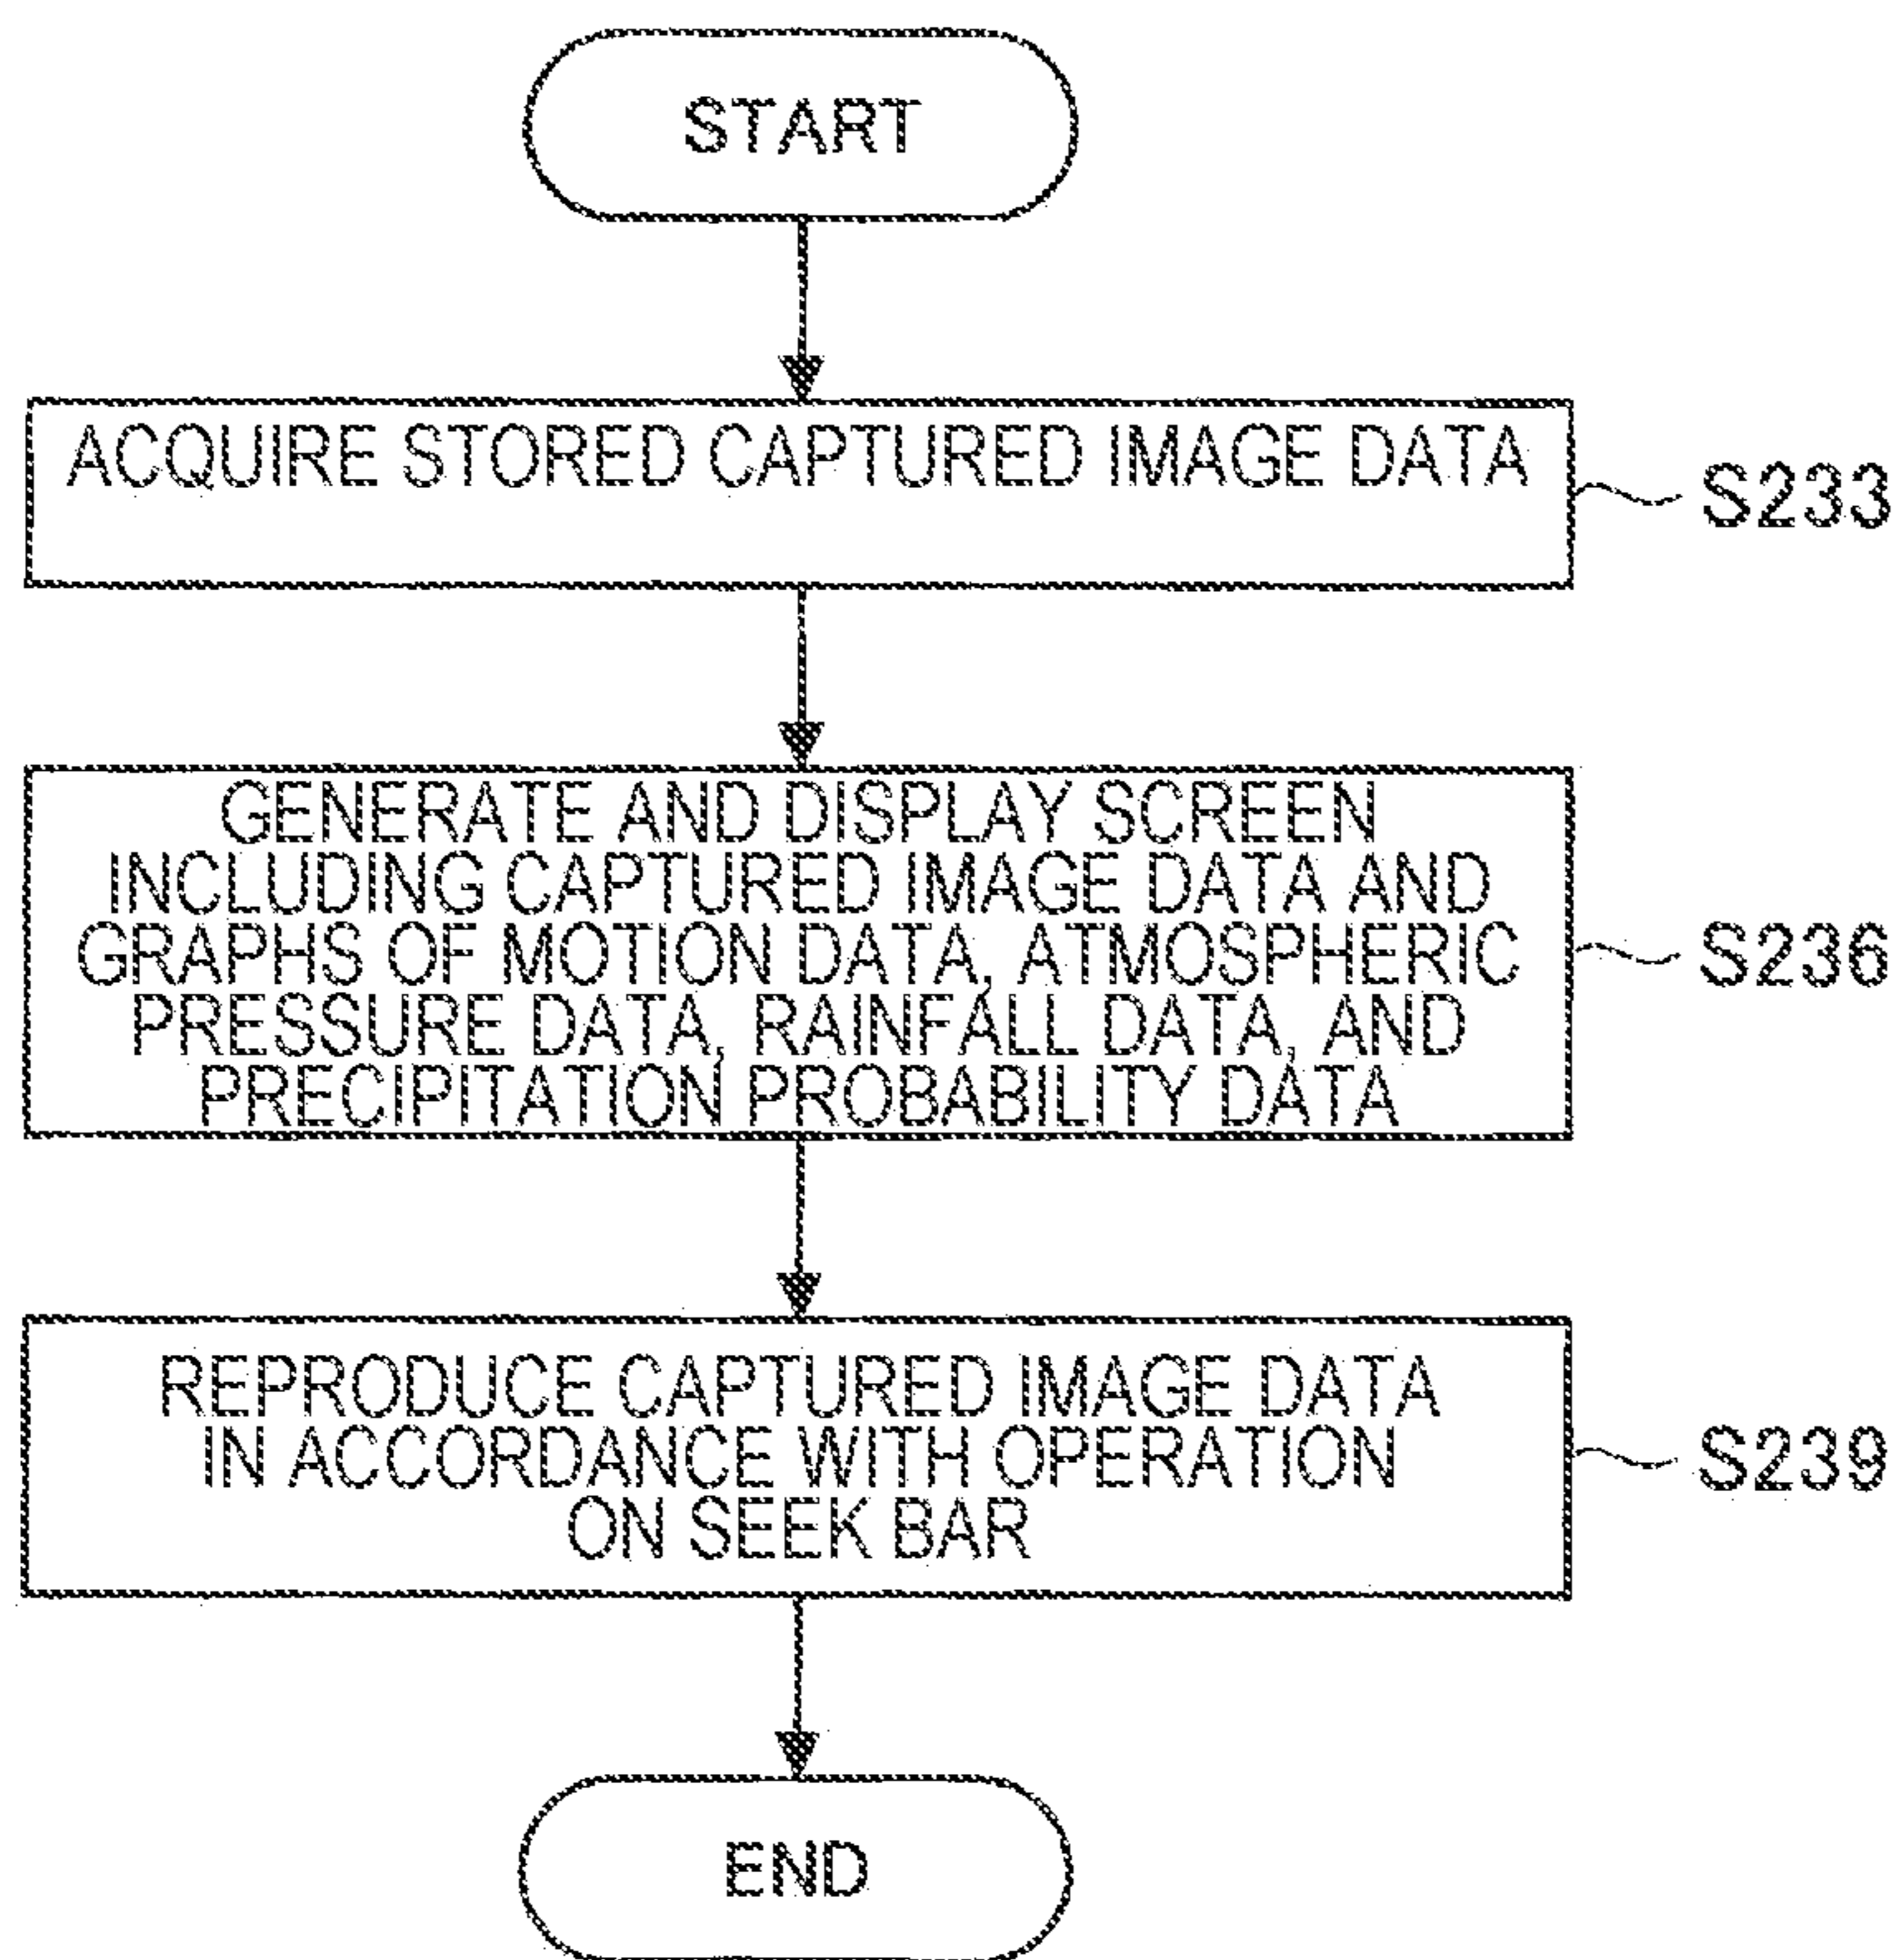 START
ACQUIRE STORED CAPTURED IMAGE DATA
S233
GENERATE AND DISPLAY SCREEN
INCLUDING CAPTURED IMAGE DATA AND
GRAPHS OF MOTION DATA, ATMOSPHERIC
PRESSURE DATA, RAINFALL DATA, AND
PRECIPITATION PROBABILITY DATA
S236
REPRODUCE CAPTURED IMAGE DATA
IN ACCORDANCE WITH OPERATION
ON SEEK BAR
S239
END